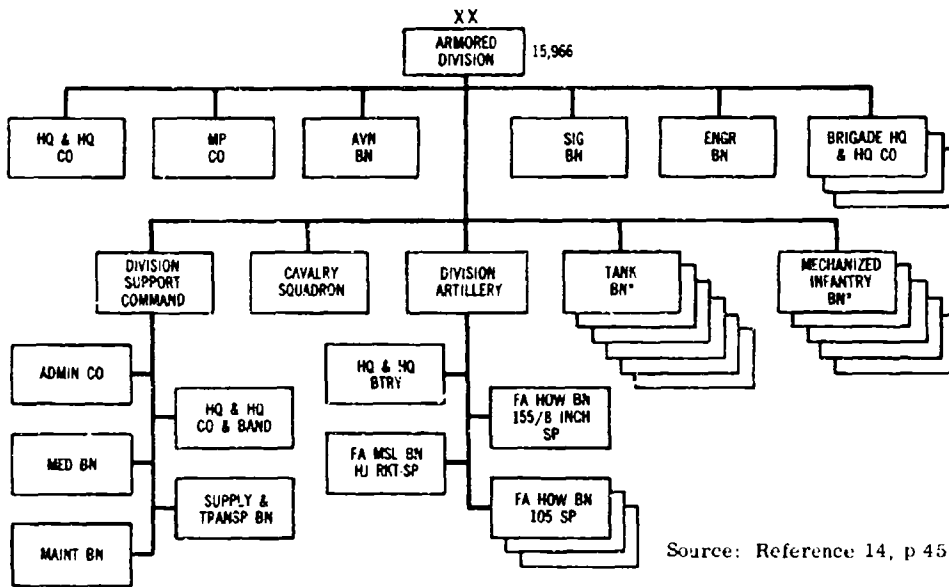 XX
ARMORED
DIVISION
15,966
HQ & HQ
CO
MP
CO
AVN
BN
SIG
BN
ENGR
BN
BRIGADE HQ
& HQ CO
DIVISION
SUPPORT
COMMAND
CAVALRY
SQUADRON
DIVISION
ARTILLERY
TANK
BN*
MECHANIZED
INFANTRY
BN*
ADMIN CO
HQ & HQ
CO & BAND
MED BN
SUPPLY &
TRANSP BN
MAINT BN
HQ & HQ
BTRY
FA HOW BN
155/8 INCH
SP
FA MSL BN
HJ RKT-SP
FA HOW BN
105 SP
Source: Reference 14, p 45